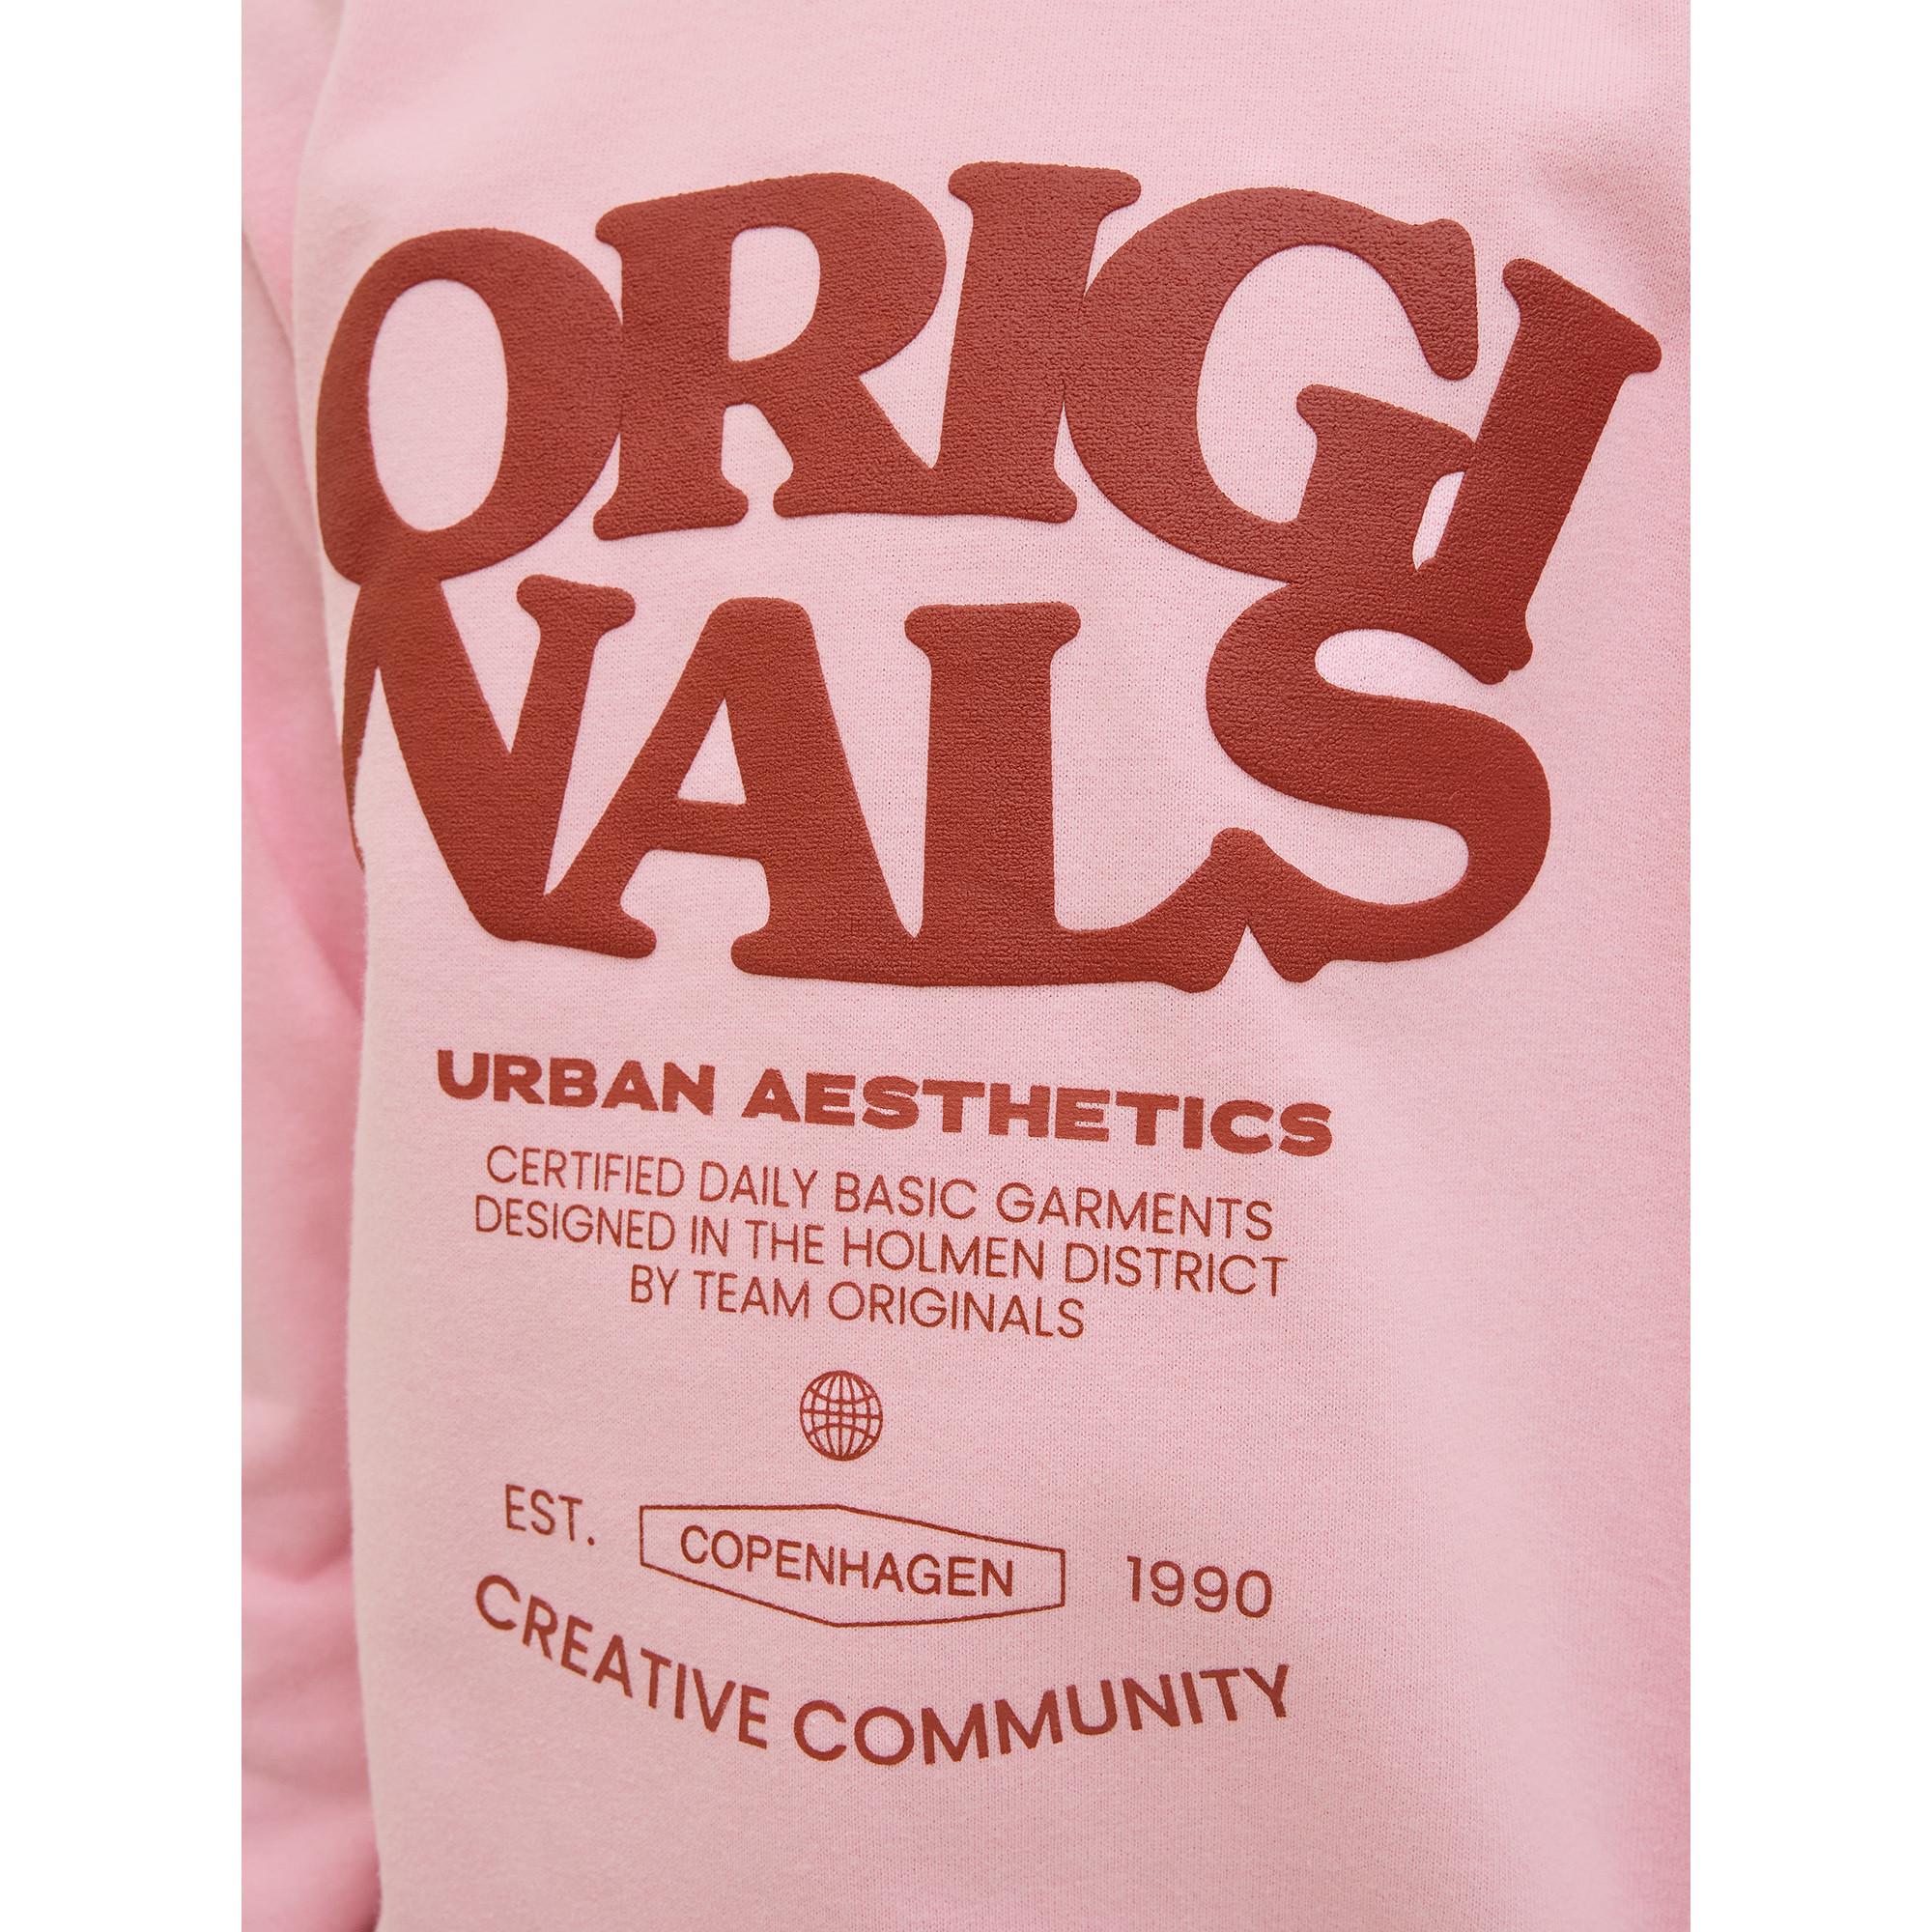 ORIGI
NALS
URBAN AESTHETICS
CERTIFIED DAILY BASIC GARMENTS
DESIGNED IN THE HOLMEN DISTRICT
BY TEAM ORIGINALS
EST. COPENHAGEN 1990
CREATIVE COMMUNITY